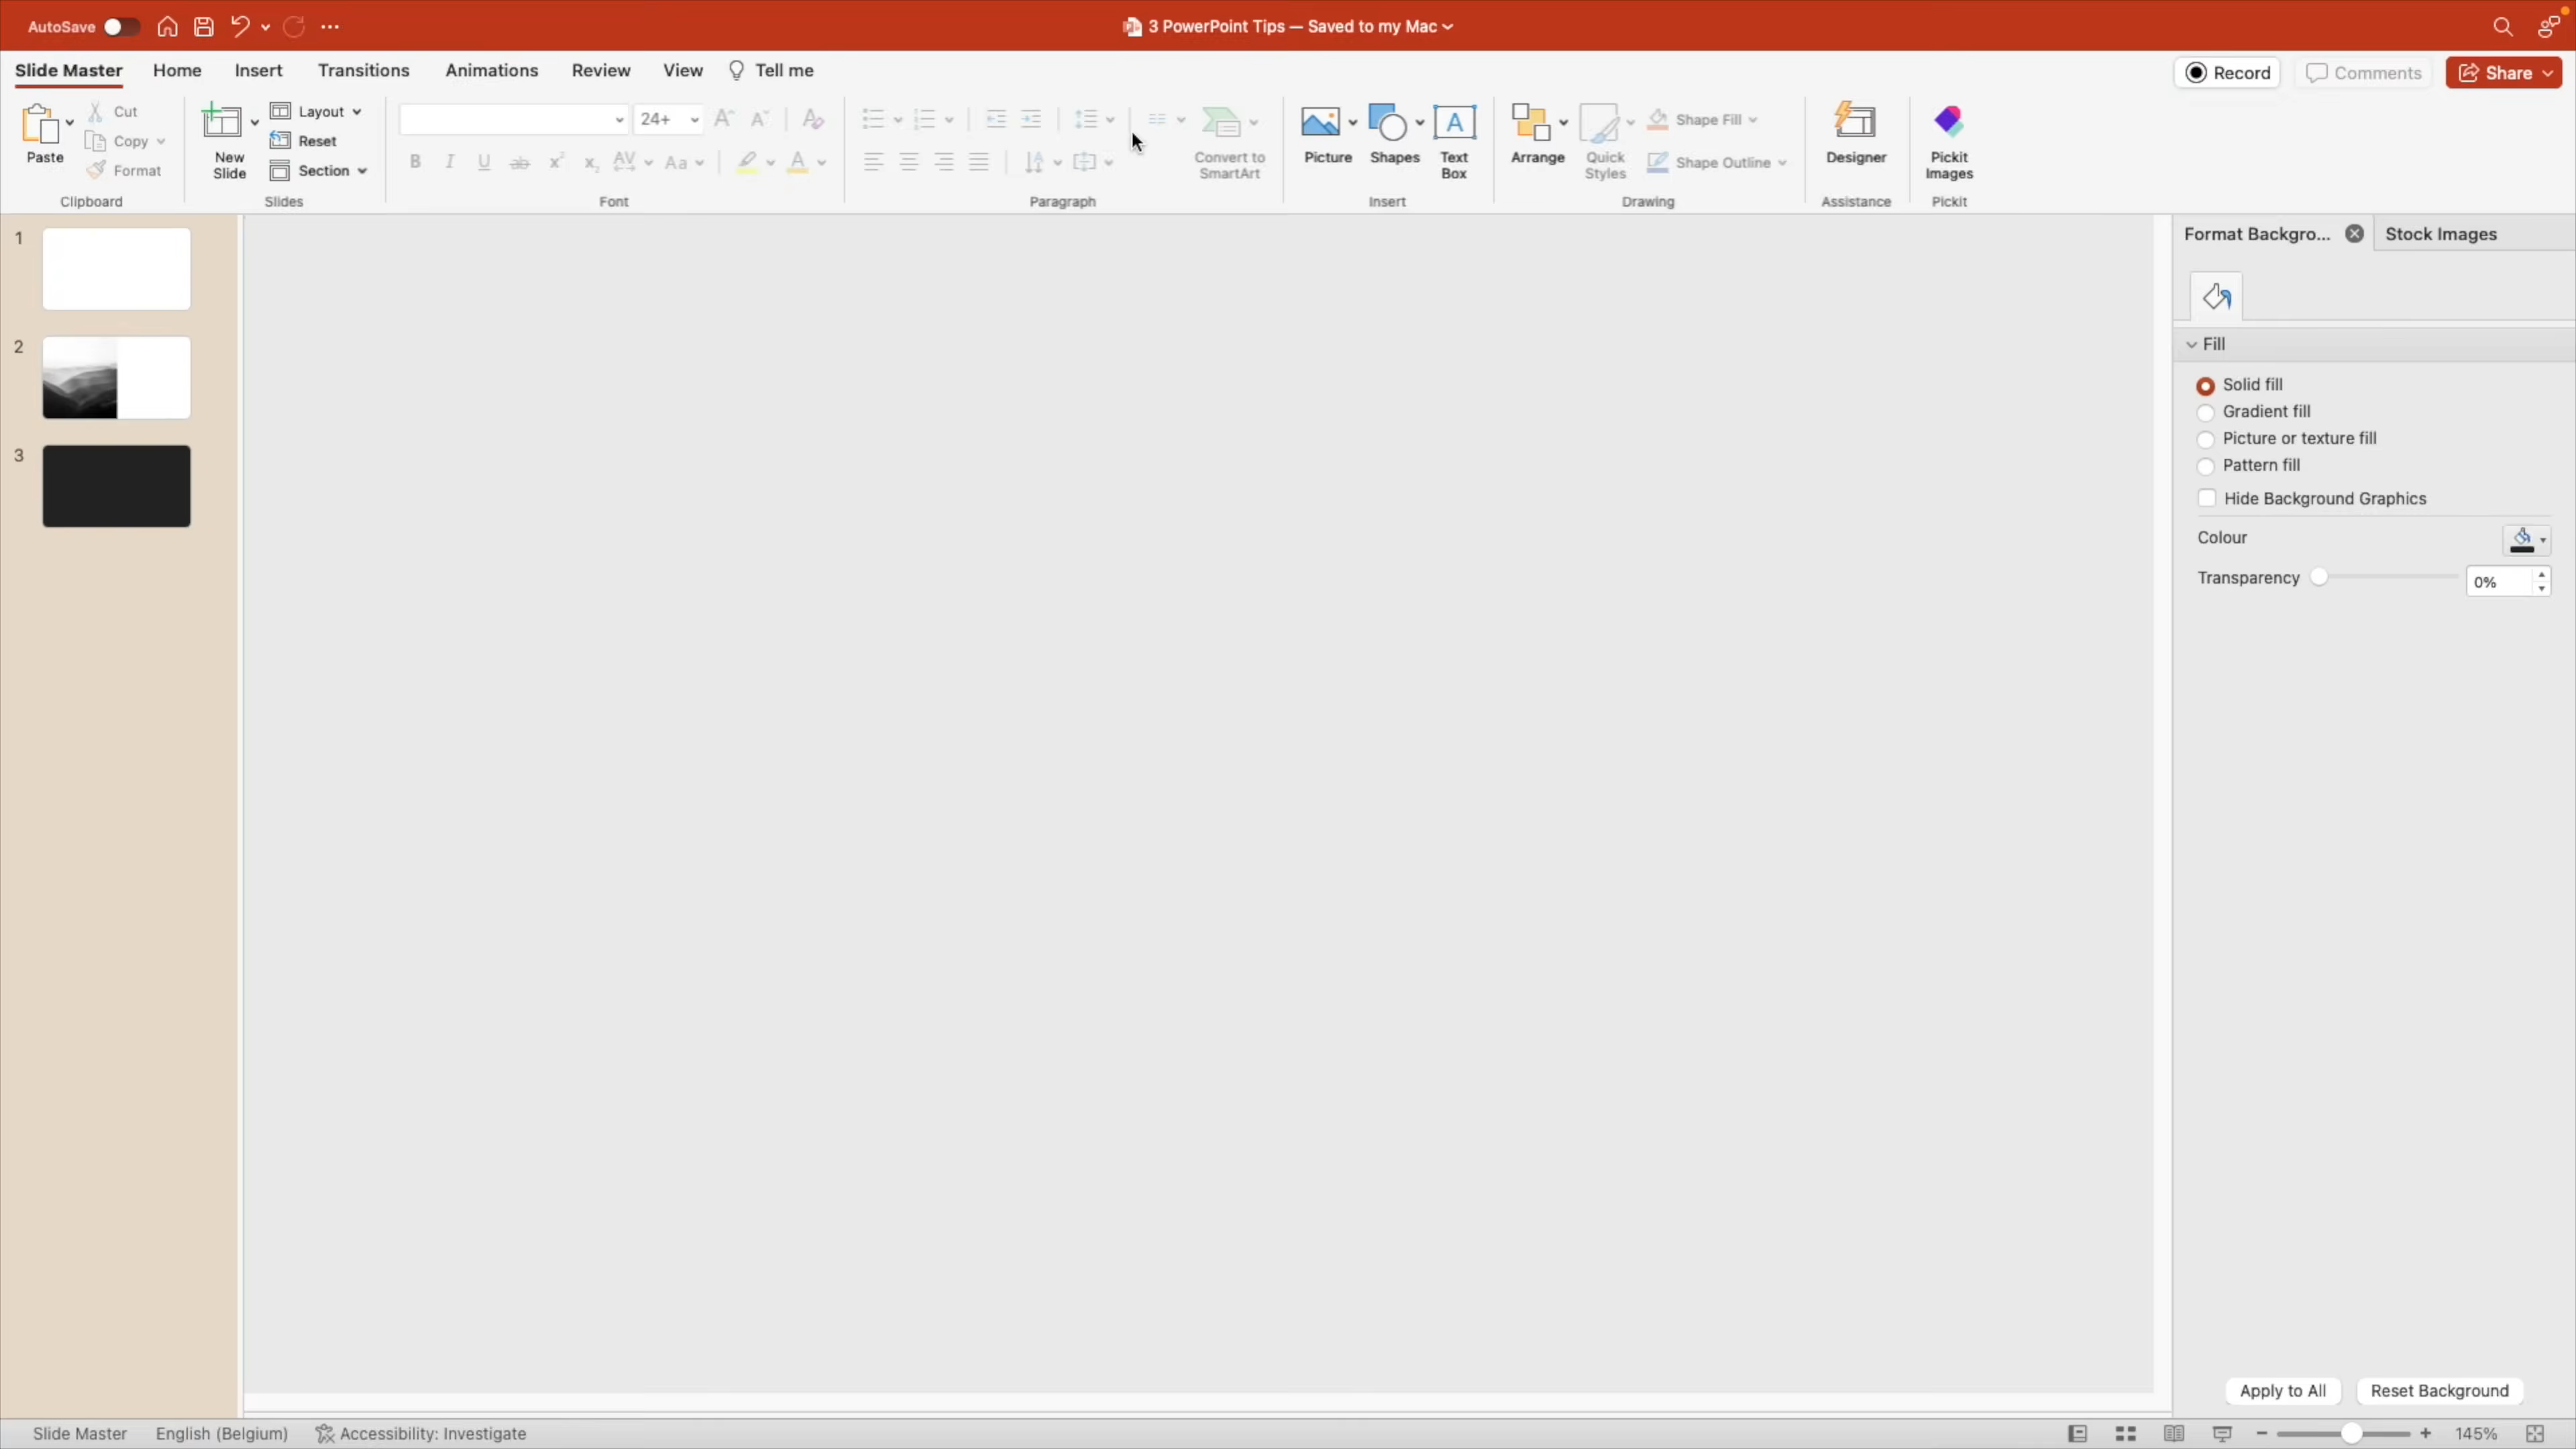 AutoSave
3 PowerPoint Tips — Saved to my Mac
Slide Master Home Insert Transitions Animations Review View Tell me
Record Comments Share
Paste
Cut
Copy
Format
Clipboard
New
Slide
Layout
Reset
Section
Slides
24+
Font
Paragraph
Convert to
SmartArt
Picture
Shapes
Text
Box
Insert
Arrange
Quick
Styles
Shape Fill
Shape Outline
Drawing
Designer
Assistance
Pickit
Images
Pickit
1
2
3
Format Backgro...
Stock Images
Fill
Solid fill
Gradient fill
Picture or texture fill
Pattern fill
Hide Background Graphics
Colour
Transparency 0%
Apply to All Reset Background
Slide Master English (Belgium) Accessibility: Investigate 145%